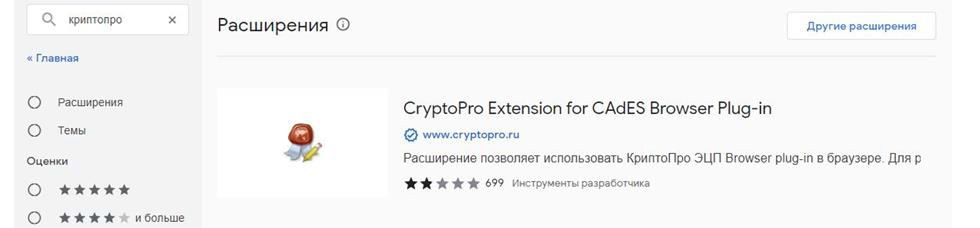 криптопро
« Главная
Расширения
Темы
Оценки
и больше
Расширения
Другие расширения
CryptoPro Extension for CAdES Browser Plug-in
www.cryptopro.ru
Расширение позволяет использовать КриптоПро ЭЦП Browser plug-in в браузере. Для р
699 Инструменты разработчика